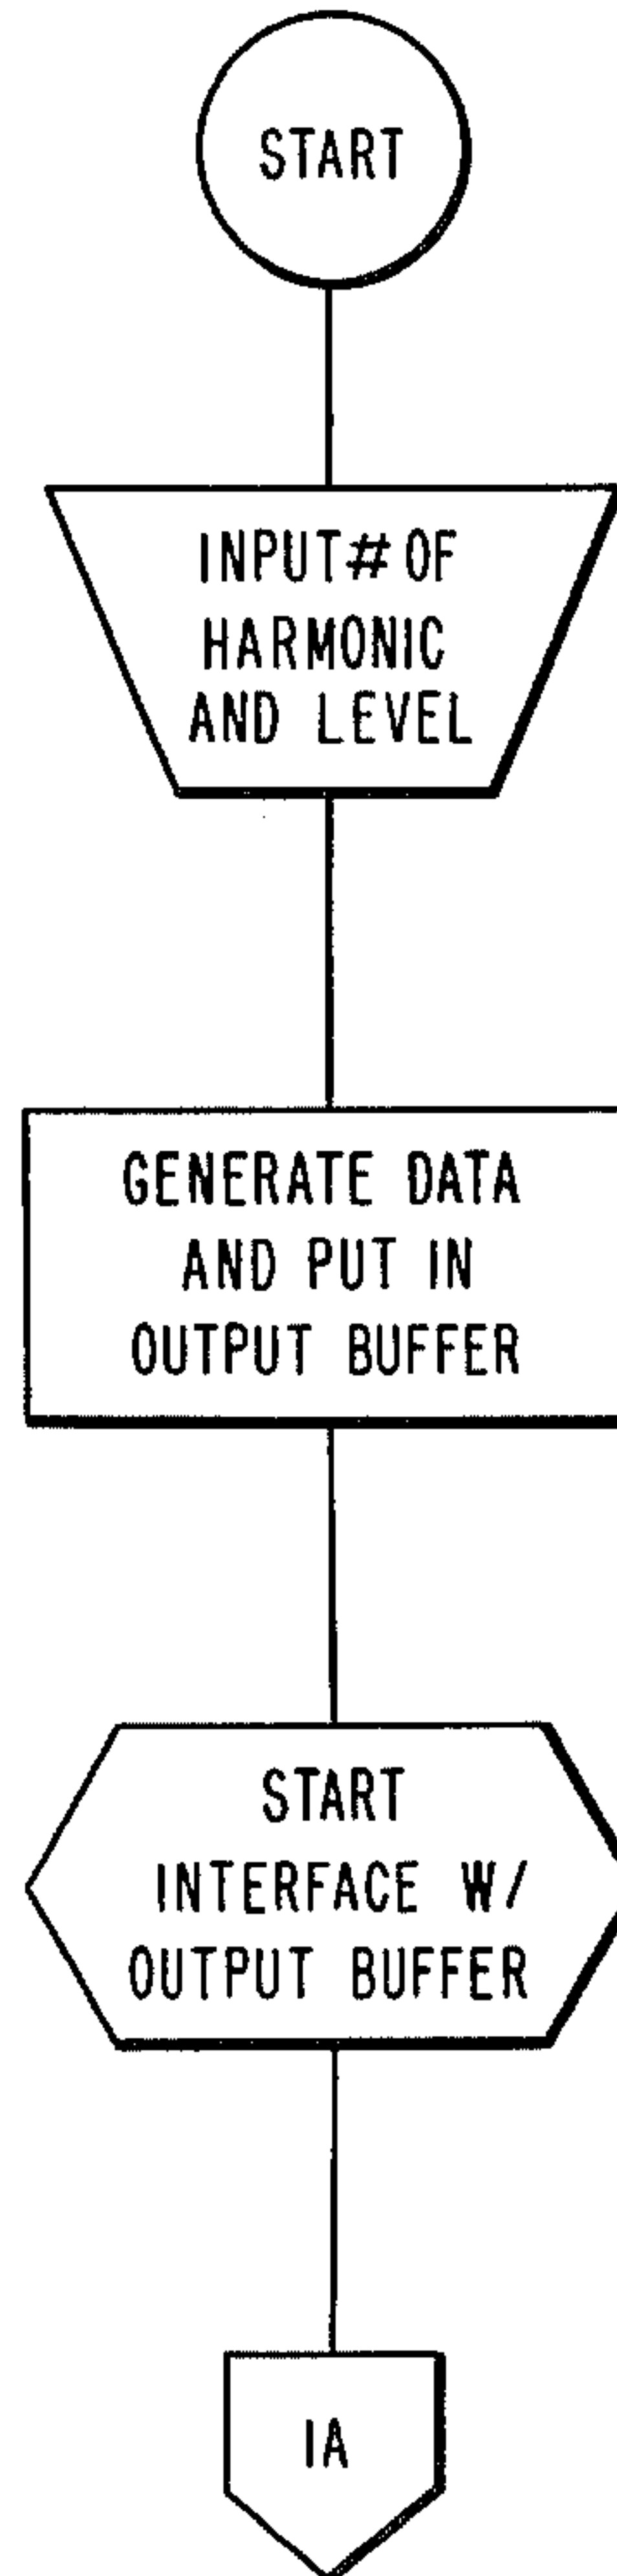 START
INPUT # OF
HARMONIC
AND LEVEL
GENERATE DATA
AND PUT IN
OUTPUT BUFFER
START
INTERFACE W/
OUTPUT BUFFER
IA